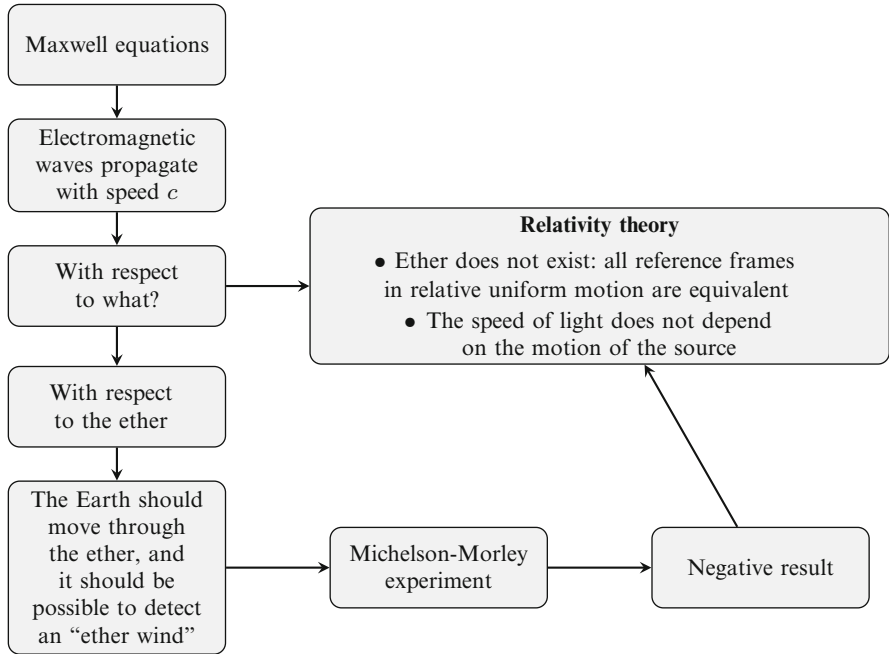 Maxwell equations
Electromagnetic
waves propagate
with speed c
With respect
to what?
Relativity theory
• Ether does not exist: all reference frames
in relative uniform motion are equivalent
• The speed of light does not depend
on the motion of the source
With respect
to the ether
The Earth should
move through
the ether, and
it should be
possible to detect
an “ether wind”
Michelson-Morley
experiment
Negative result